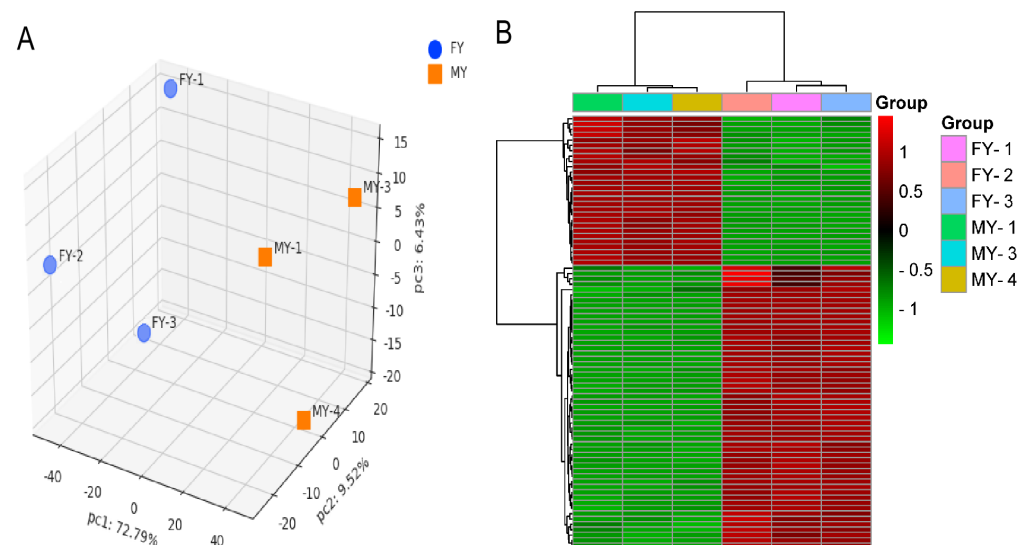 A
FY
MY
FY-1
MY-3
MY-1
FY-2
FY-3
MY-4
15
10
5
0
-5
-10
-15
-20
pc3: 6.43%
20
10
0
-10
-20
pc2: 9.52%
-40
-20
0
20
40
pc1: 72.79%
B
Group
1
0.5
0
- 0.5
- 1
Group
FY- 1
FY- 2
FY- 3
MY- 1
MY- 3
MY- 4